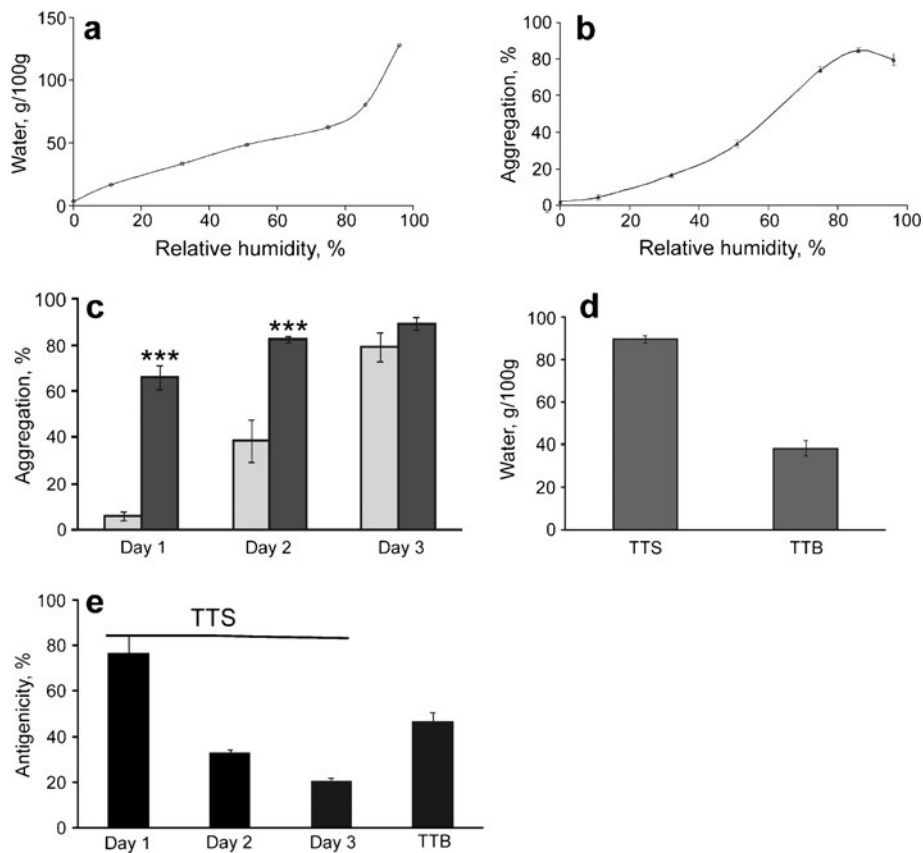 a
Water, g/100g
150
100
50
0
0 20 40 60 80 100
Relative humidity, %
b
Aggregation, %
100
80
60
40
20
0
0 20 40 60 80 100
Relative humidity, %
c
Aggregation, %
100
80
60
40
20
0
*** ***
Day 1 Day 2 Day 3
d
Water, g/100g
100
80
60
40
20
0
TTS TTB
e
TTS
Antigenicity, %
100
80
60
40
20
0
Day 1 Day 2 Day 3 TTB